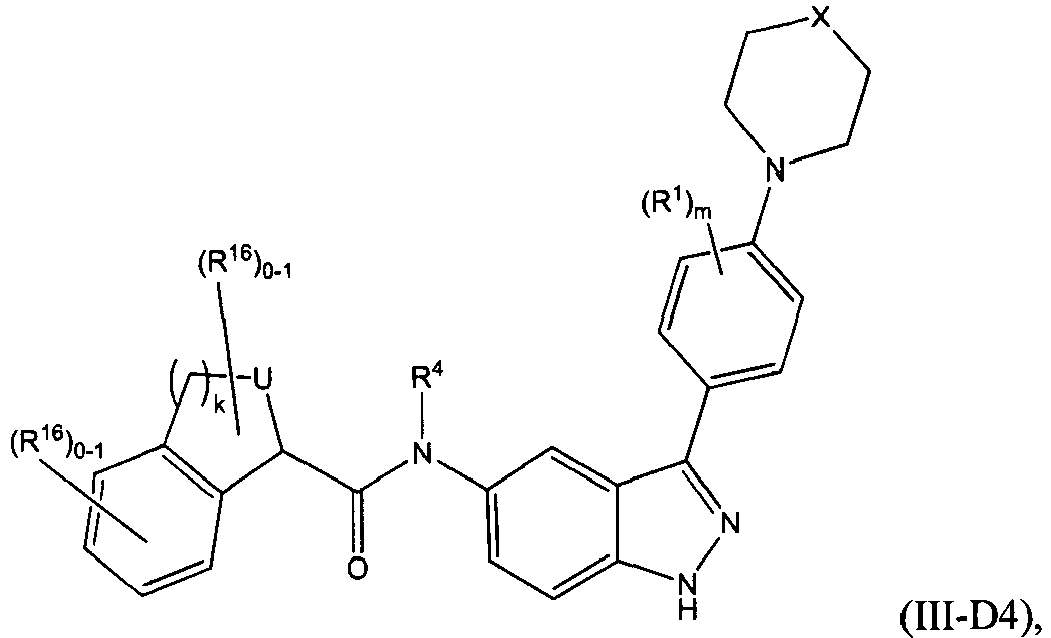 X
N
(R¹)ₘ
(R¹⁶)₀₋₁
( )ₖ U
R⁴
(R¹⁶)₀₋₁
N
N
O
N
H
(III-D4),